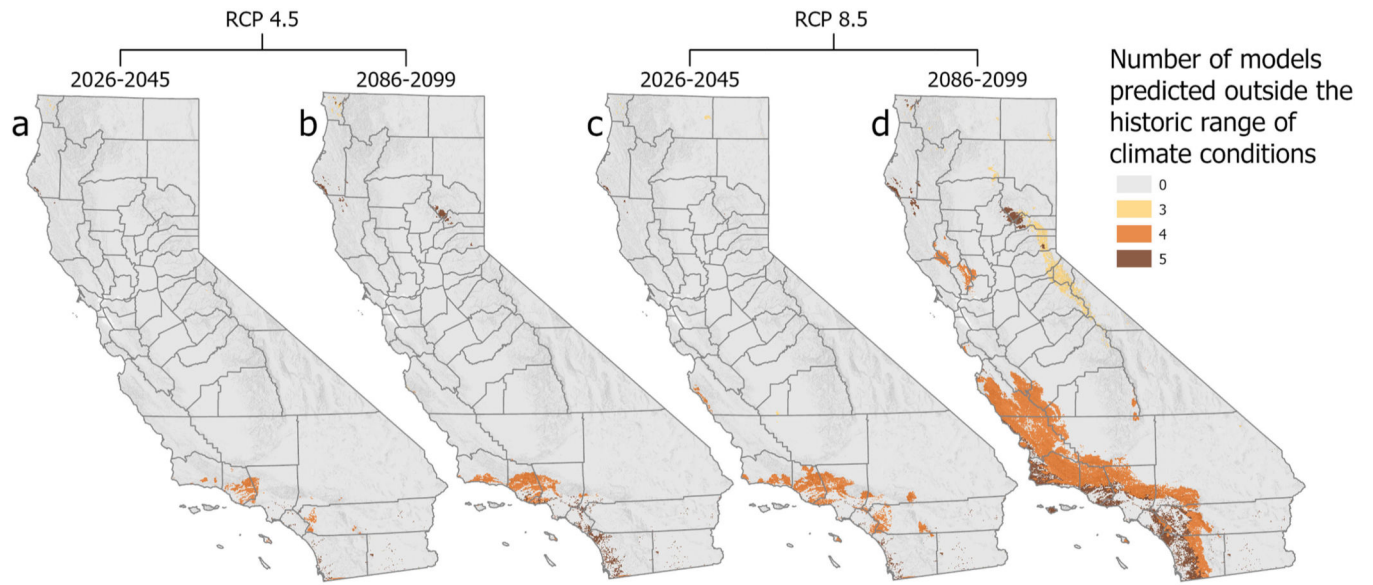 RCP 4.5
RCP 8.5
2026-2045
2086-2099
2026-2045
2086-2099
a
b
c
d
Number of models
predicted outside the
historic range of
climate conditions
0
3
4
5